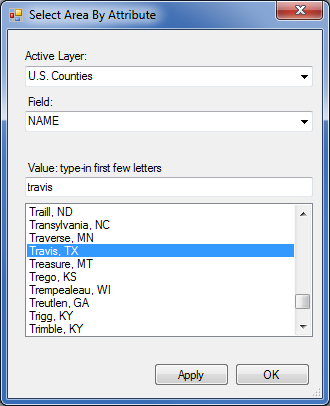 Select Area By Attribute
Active Layer:
U.S. Counties
Field:
NAME
Value: type-in first few letters
travis
Traill, ND
Transylvania, NC
Traverse, MN
Travis, TX
Treasure, MT
Trego, KS
Trempealeau, WI
Treutlen, GA
Trigg, KY
Trimble, KY
Apply
OK